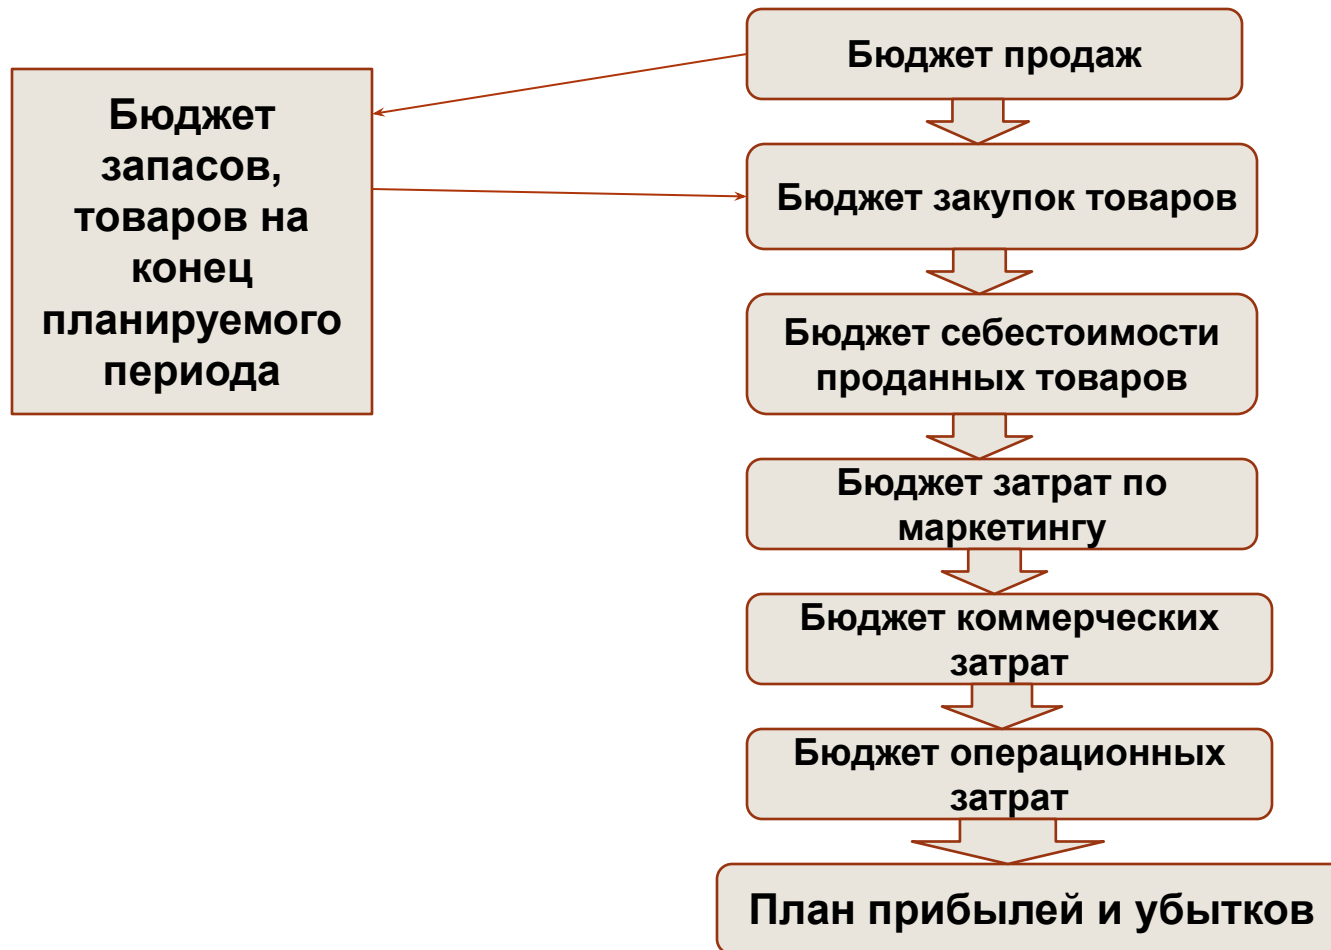 Бюджет продаж
Бюджет
запасов,
товаров на
конец
планируемого
периода
Бюджет закупок товаров
Бюджет себестоимости
проданных товаров
Бюджет затрат по
маркетингу
Бюджет коммерческих
затрат
Бюджет операционных
затрат
План прибылей и убытков